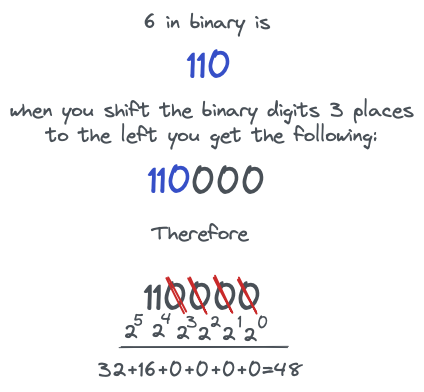 6 in binary is
110
when you shift the binary digits 3 places
to the left you get the following:
110000
Therefore
110000
2⁵ 2⁴ 2³ 2² 2¹ 2⁰
32+16+0+0+0+0=48